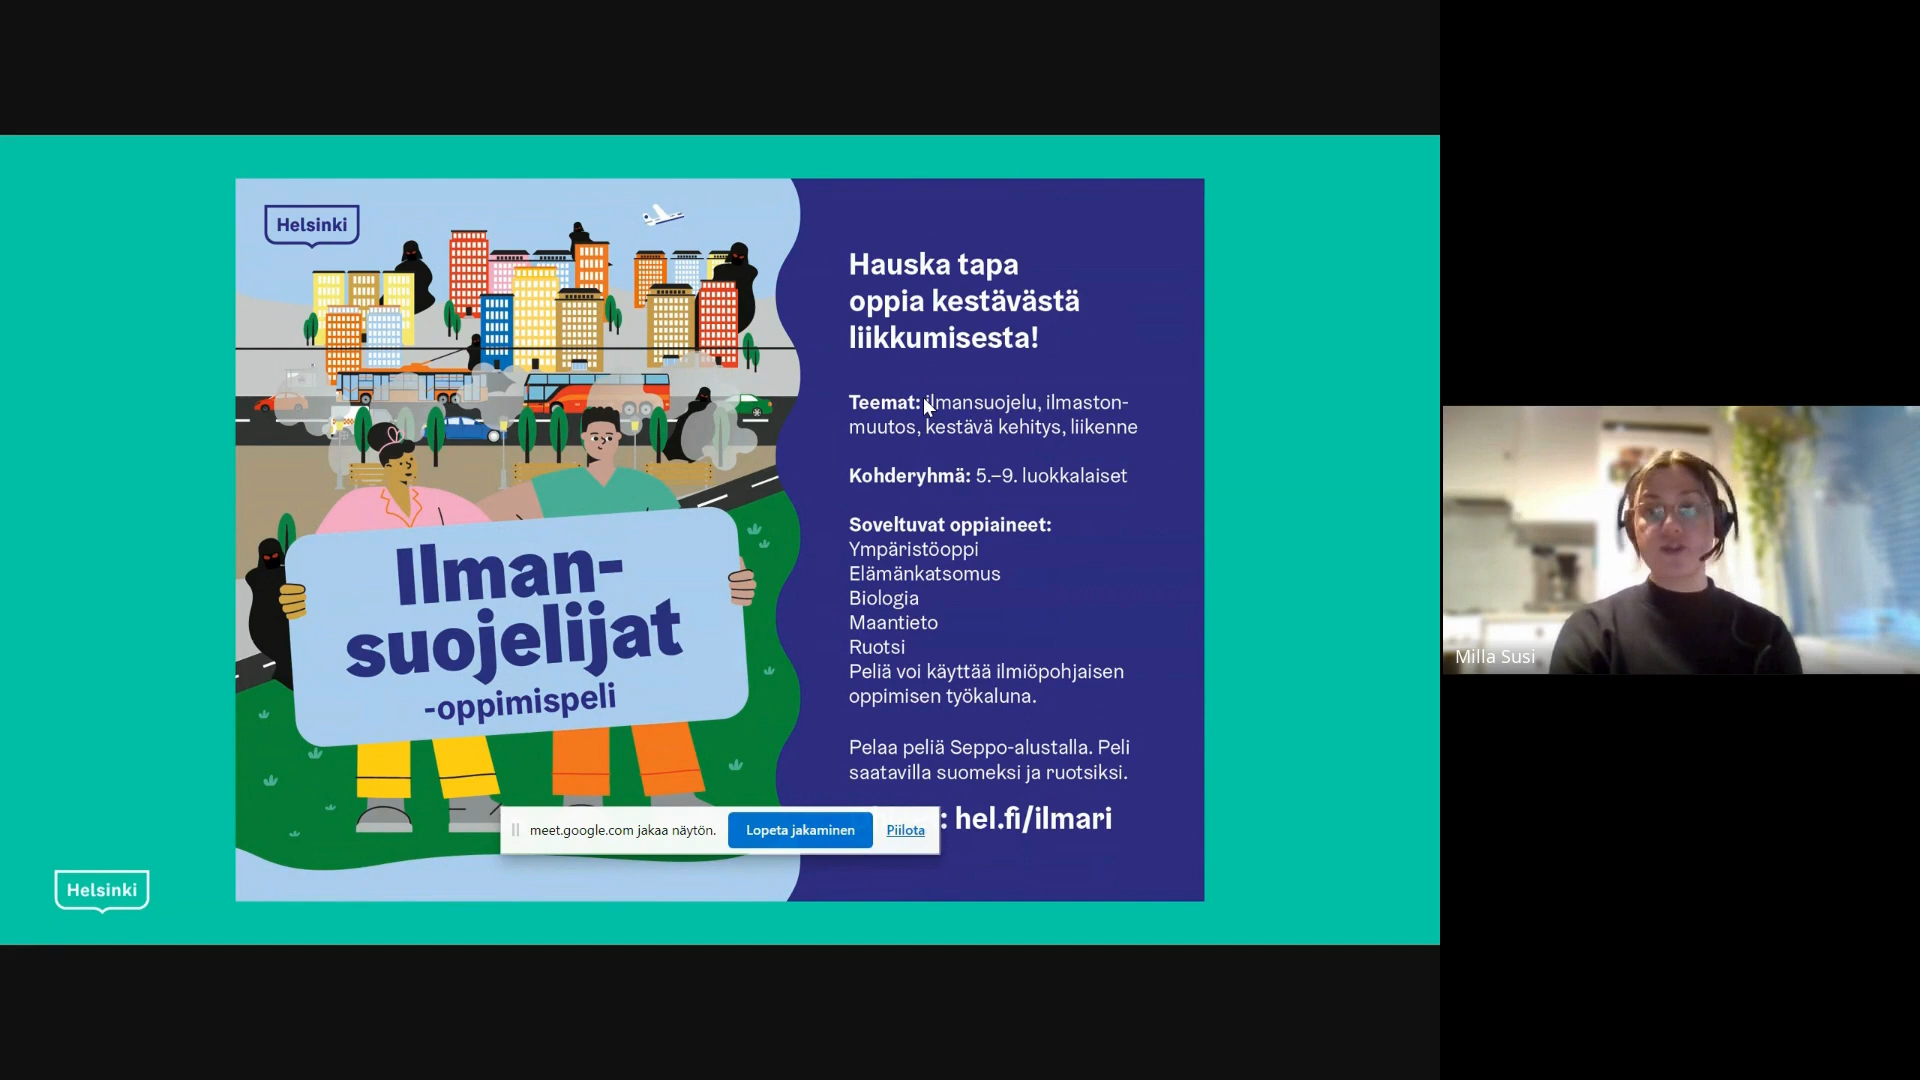 Helsinki
Hauska tapa
oppia kestävästä
liikkumisesta!
Teemat: ilmansuojelu, ilmaston-
muutos, kestävä kehitys, liikenne
Kohderyhmä: 5.–9. luokkalaiset
Soveltuvat oppiaineet:
Ympäristöoppi
Elämänkatsomus
Biologia
Maantieto
Ruotsi
Peliä voi käyttää ilmiöpohjaisen
oppimisen työkaluna.
Pelaa peliä Seppo-alustalla. Peli
saatavilla suomeksi ja ruotsiksi.
: hel.fi/ilmari
Ilman-
suojelijat
-oppimispeli
meet.google.com jakaa näytön. Lopeta jakaminen Piilota
Helsinki
Milla Susi